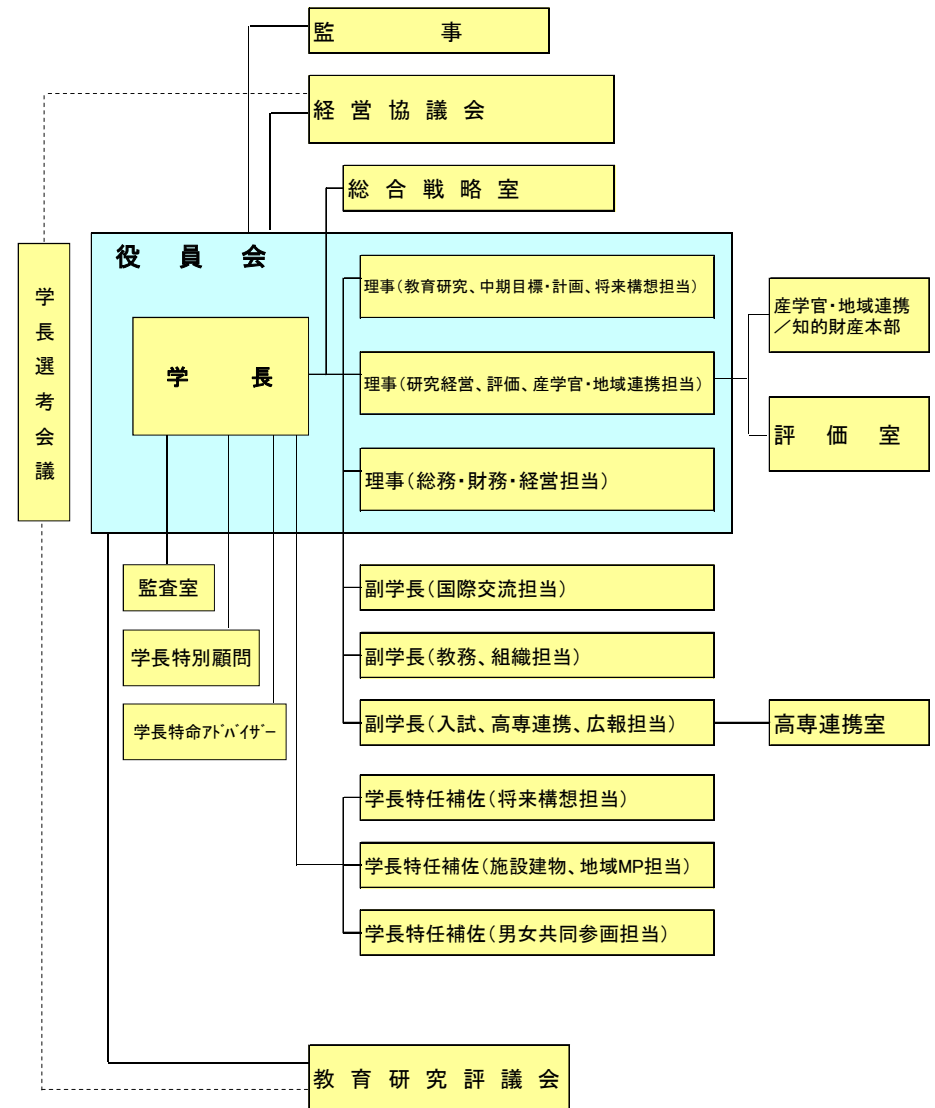 監事
経営協議会
総合戦略室
役員会
学長選考会議
理事(教育研究、中期目標・計画、将来構想担当)
産学官・地域連携
／知的財産本部
学長
理事(研究経営、評価、産学官・地域連携担当)
評価室
理事(総務・財務・経営担当)
監査室
副学長(国際交流担当)
学長特別顧問
副学長(教務、組織担当)
学長特命ｱﾄﾞﾊﾞｲｻﾞｰ
副学長(入試、高専連携、広報担当)
高専連携室
学長特任補佐(将来構想担当)
学長特任補佐(施設建物、地域MP担当)
学長特任補佐(男女共同参画担当)
教育研究評議会